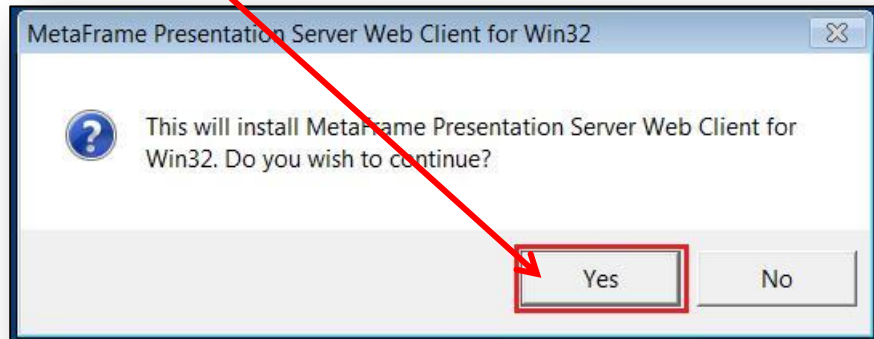 MetaFrame Presentation Server Web Client for Win32
This will install MetaFrame Presentation Server Web Client for
Win32. Do you wish to continue?
Yes No